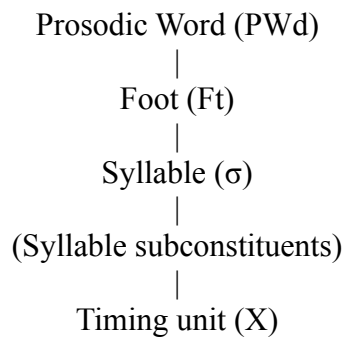 Prosodic Word (PWd)
Foot (Ft)
Syllable (σ)
(Syllable subconstituents)
Timing unit (X)